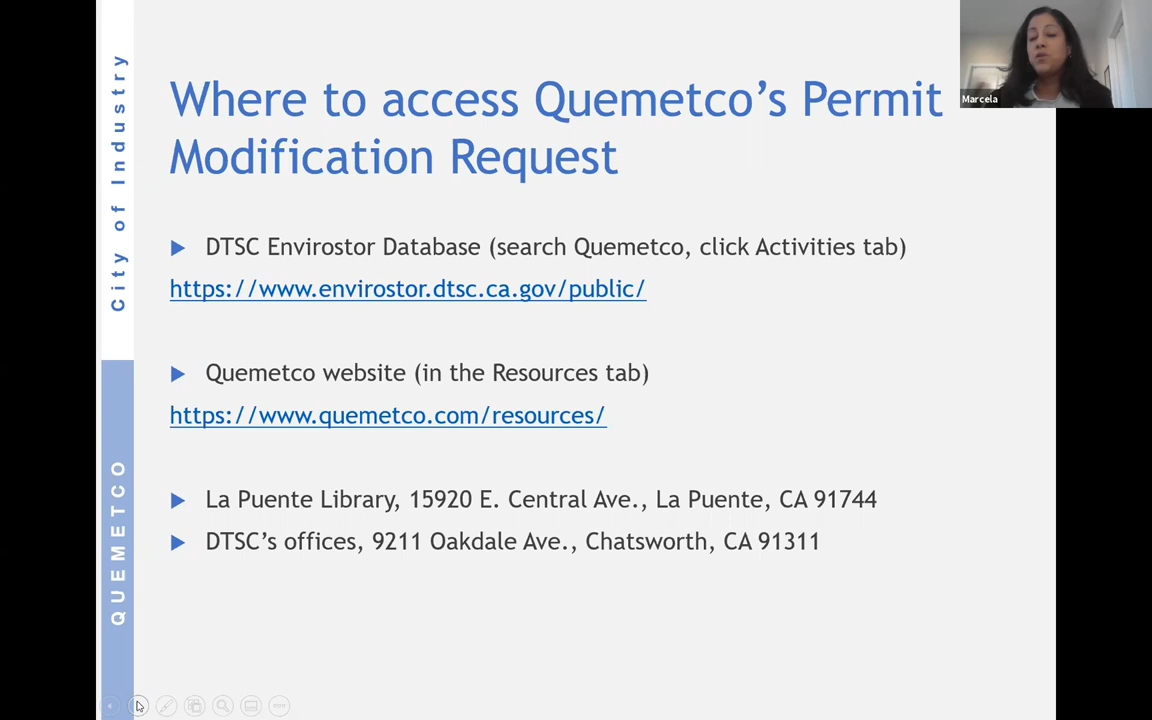 Where to access Quemetco's Permit
Modification Request
DTSC Envirostor Database (search Quemetco, click Activities tab)
https://www.envirostor.dtsc.ca.gov/public/
Quemetco website (in the Resources tab)
https://www.quemetco.com/resources/
La Puente Library, 15920 E. Central Ave., La Puente, CA 91744
DTSC's offices, 9211 Oakdale Ave., Chatsworth, CA 91311
City of Industry
QUEMETCO
Marcela